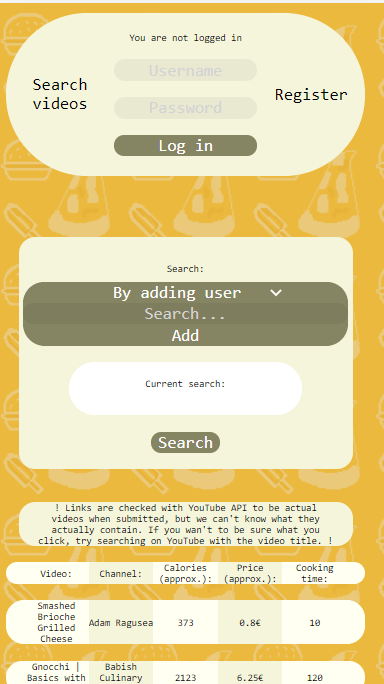 You are not logged in
Search
videos
Username
Password
Log in
Register
Search:
By adding user
Search...
Add
Current search:
Search
! Links are checked with YouTube API to be actual
videos when submitted, but we can't know what they
actually contain. If you wan't to be sure what you
click, try searching on YouTube with the video title. !
Video: Channel: Calories (approx.): Price (approx.): Cooking time:
Smashed
Brioche
Grilled
Cheese
Adam Ragusea 373 0.8€ 10
Gnocchi | Babish
Basics with Culinary 2123 6.25€ 120